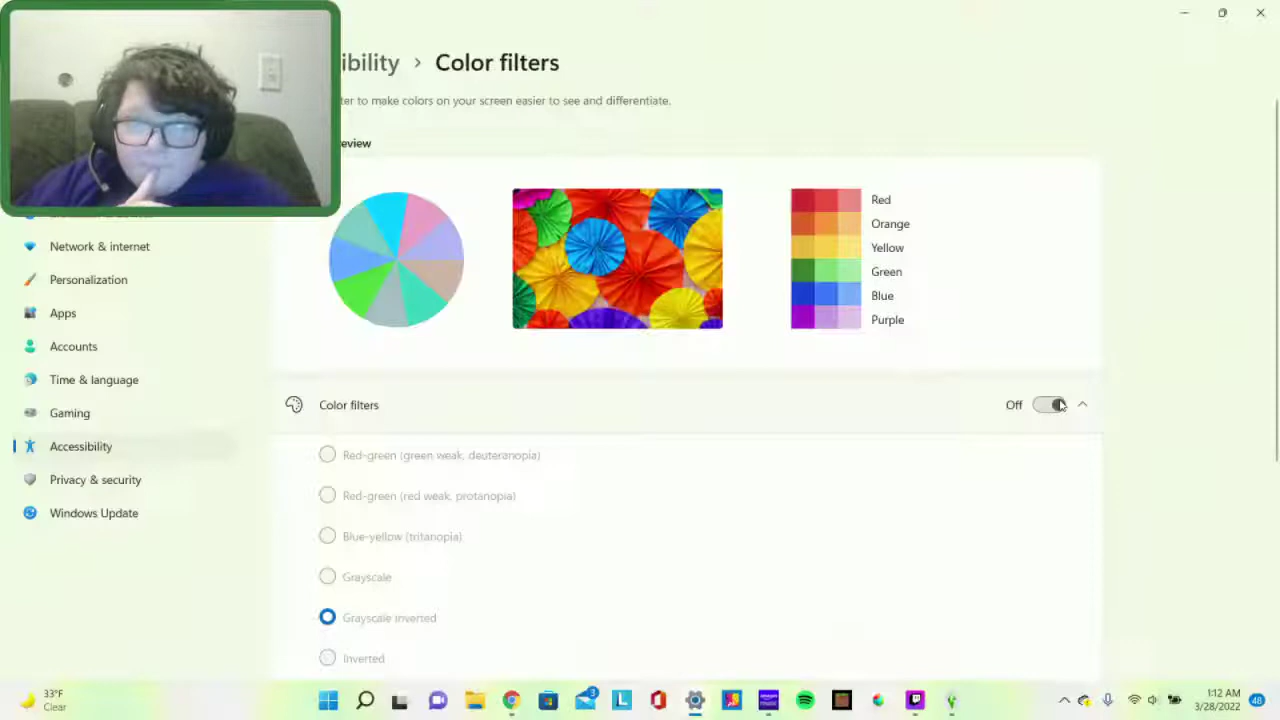 ibility > Color filters
ter to make colors on your screen easier to see and differentiate.
eview
Red
Orange
Yellow
Green
Blue
Purple
Network & internet
Personalization
Apps
Accounts
Time & language
Gaming
Accessibility
Privacy & security
Windows Update
Color filters
Off
Red-green (green weak, deuteranopia)
Red-green (red weak, protanopia)
Blue-yellow (tritanopia)
Grayscale
Grayscale inverted
Inverted
33°F
Clear
3
L
1:12 AM
3/28/2022
48